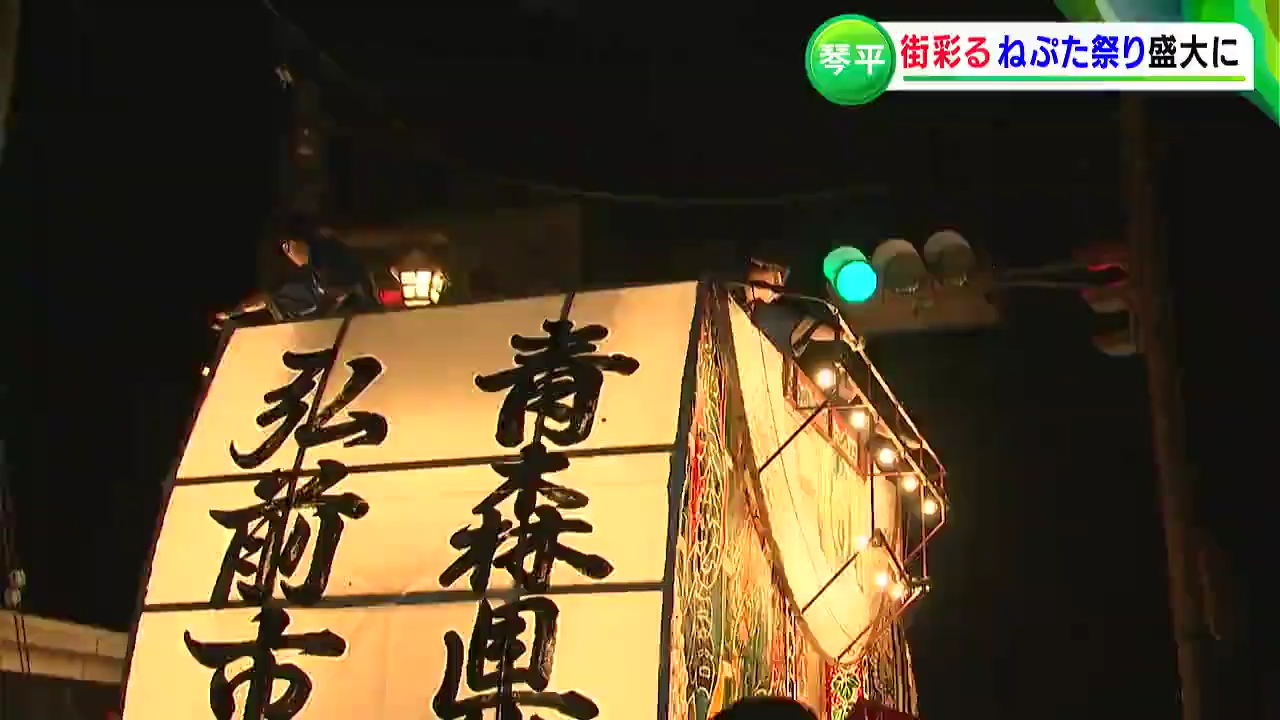 琴平
街彩る ねぷた祭り盛大に
青森県
弘前市